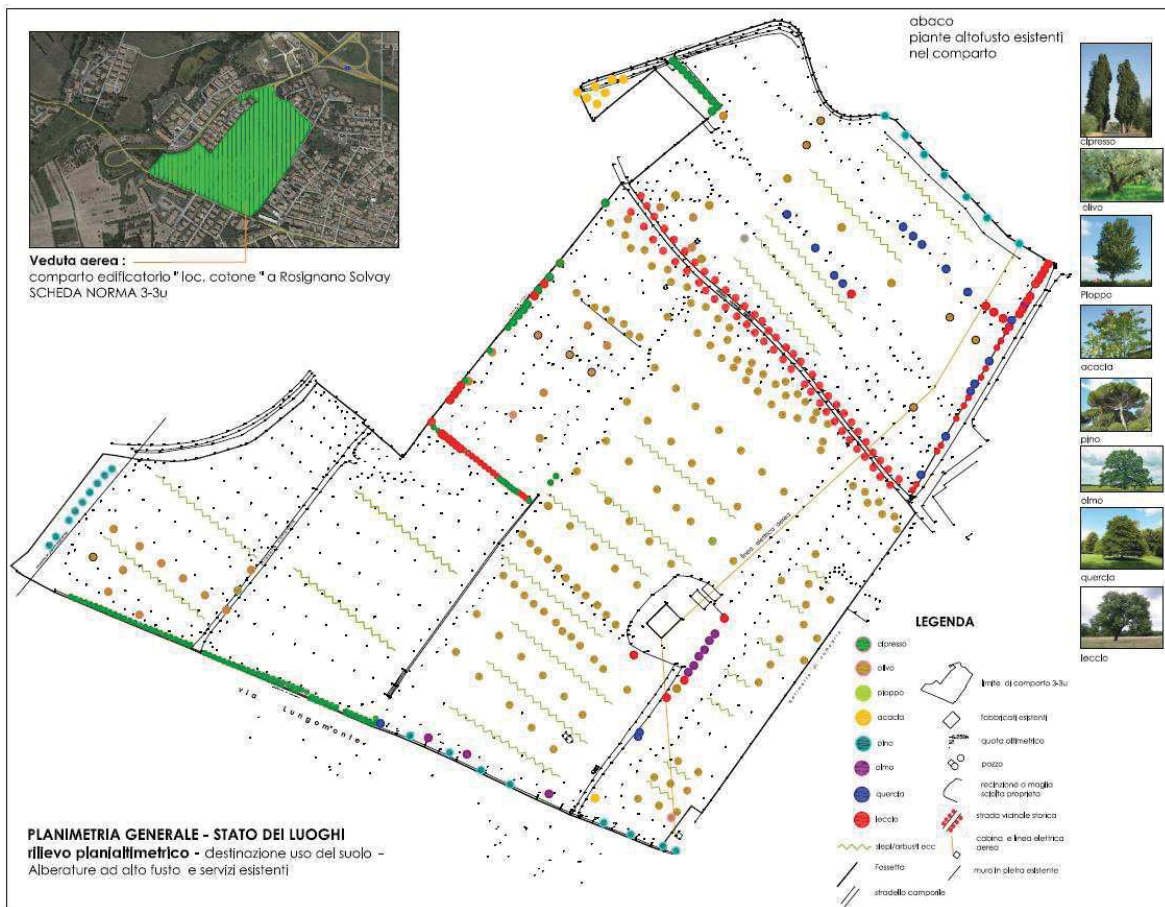 abaco
piante altofusto esistenti
nel comparto
Veduta aerea :
comparto edificatorio " loc. cotone " a Rosignano Solvay
SCHEDA NORMA 3-3u
cipresso
olivo
Pioppo
acacia
pino
olmo
quercia
leccio
linea elettrica aerea
via
Lungomonte
LEGENDA
cipresso
olivo
pioppo
acacia
pino
olmo
quercia
leccio
siepi/arbusti ecc
Fossetta
stradello camporile
limite di comparto 3-3u
fabbricati esistenti
quota altimetrica
pozzo
recinzione a maglia
sciolta proprietà
strada vicinale storica
cabina e linea elettrica
aerea
muro in pietra esistente
PLANIMETRIA GENERALE - STATO DEI LUOGHI
rilievo planialtimetrico - destinazione uso del suolo -
Alberature ad alto fusto e servizi esistenti